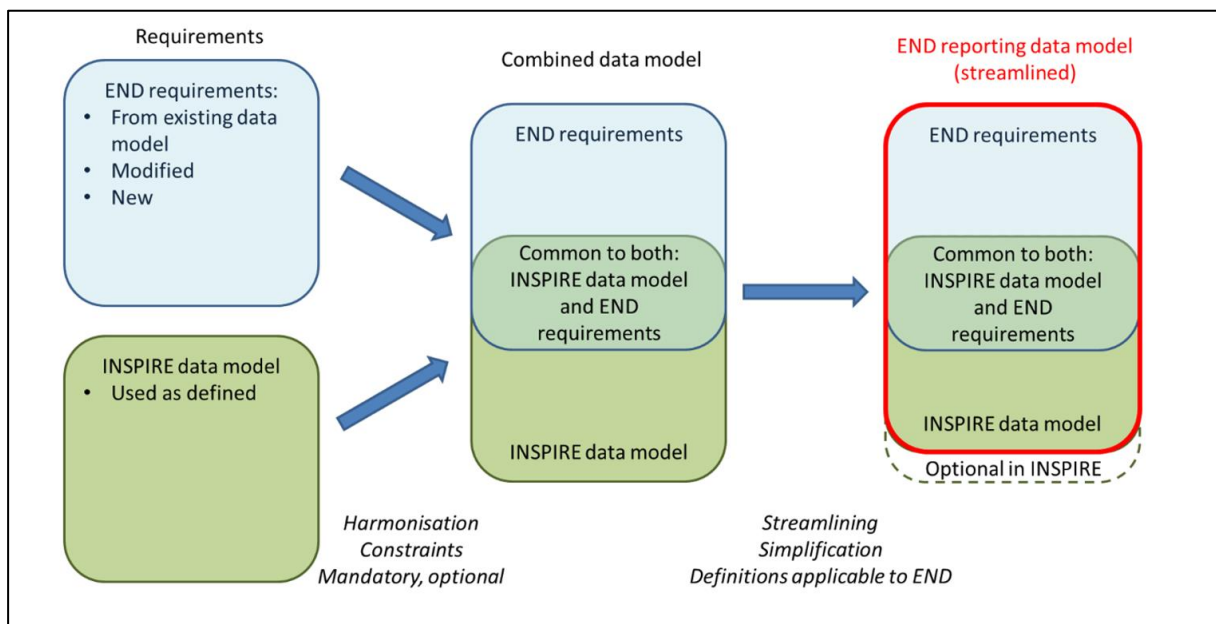 Requirements
END requirements:
• From existing data
model
• Modified
• New
INSPIRE data model
• Used as defined
Harmonisation
Constraints
Mandatory, optional
Combined data model
END requirements
Common to both:
INSPIRE data model
and END
requirements
INSPIRE data model
Streamlining
Simplification
Definitions applicable to END
END reporting data model
(streamlined)
END requirements
Common to both:
INSPIRE data model
and END
requirements
INSPIRE data model
Optional in INSPIRE